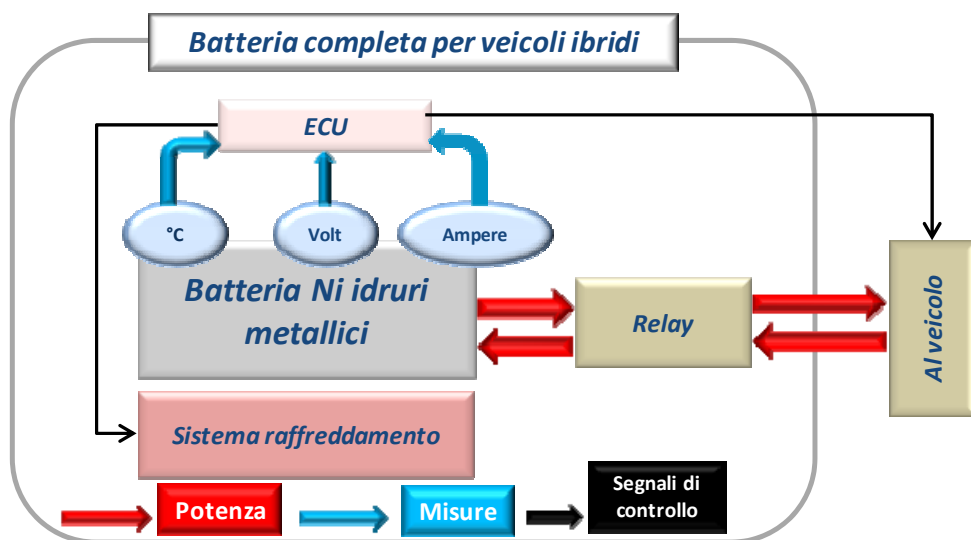 Batteria completa per veicoli ibridi
ECU
°C
Volt
Ampere
Batteria Ni idruri
metallici
Relay
Al veicolo
Sistema raffreddamento
Potenza
Misure
Segnali di
controllo